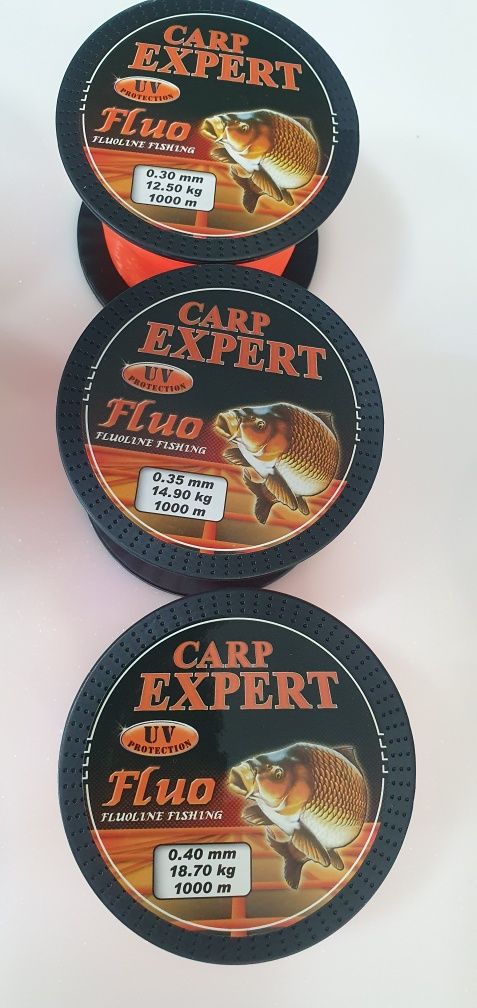 CARP
EXPERT
UV
PROTECTION
Fluo
FLUOLINE FISHING
0.30 mm
12.50 kg
1000 m
CARP
EXPERT
UV
PROTECTION
Fluo
FLUOLINE FISHING
0.35 mm
14.90 kg
1000 m
CARP
EXPERT
UV
PROTECTION
Fluo
FLUOLINE FISHING
0.40 mm
18.70 kg
1000 m